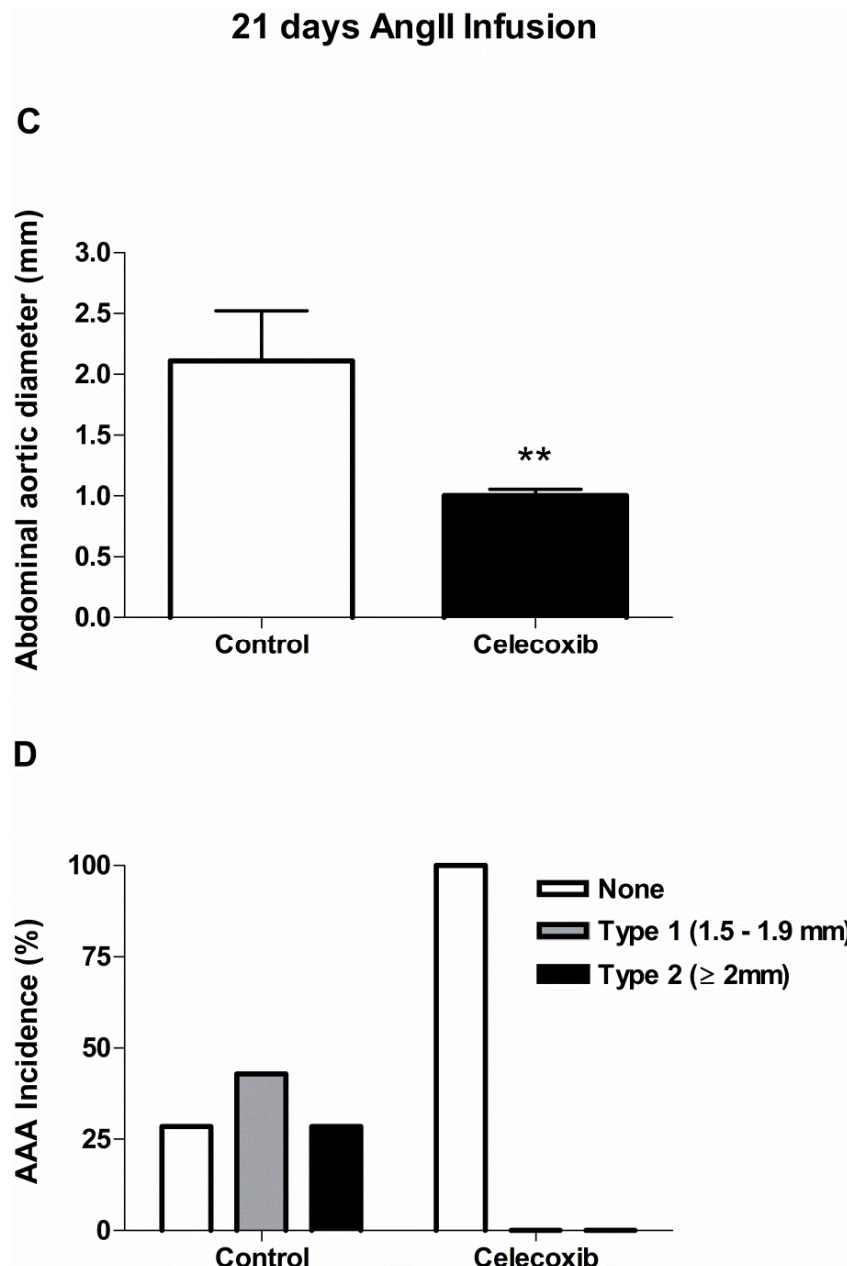 21 days AngII Infusion
C
Abdominal aortic diameter (mm)
3.0
2.5
2.0
1.5
**
1.0
0.5
0.0
Control Celecoxib
D
AAA Incidence (%)
100
75
50
25
0
None
Type 1 (1.5 - 1.9 mm)
Type 2 (≥ 2mm)
Control Celecoxib